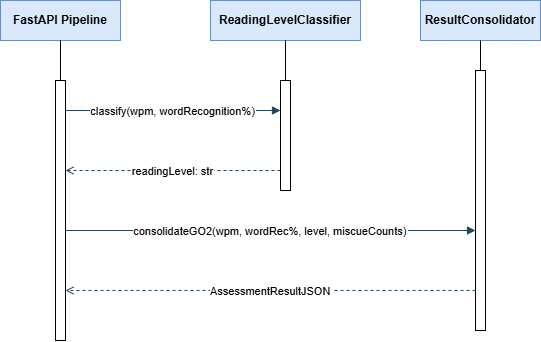 FastAPI Pipeline
ReadingLevelClassifier
ResultConsolidator
classify(wpm, wordRecognition%)
readingLevel: str
consolidateGO2(wpm, wordRec%, level, miscueCounts)
AssessmentResultJSON